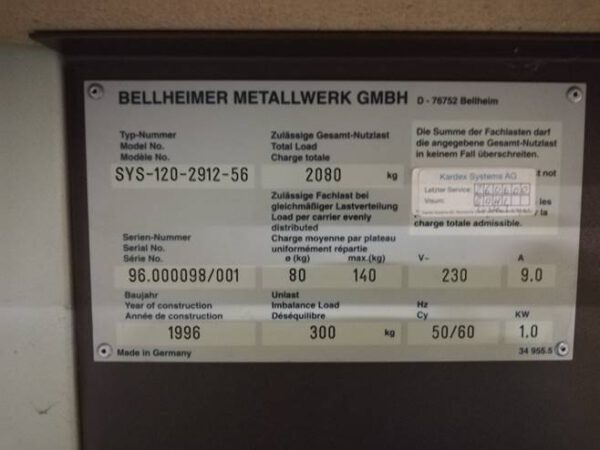 BELLHEIMER METALLWERK GMBH D - 76752 Bellheim
Typ-Nummer
Model No.
Modèle No.
SYS-120-2912-56
Zulässige Gesamt-Nutzlast
Total Load
Charge totale
2080 kg
Die Summe der Fachlasten darf
die angegebene Gesamt-Nutzlast
in keinem Fall überschreiten.
not
Kardex Systems AG
Letzter Service:
Visum:
les
la
charge totale admissible.
Zulässige Fachlast bei
gleichmäßiger Lastverteilung
Load per carrier evenly
distributed
Charge moyenne par plateau
uniformément répartie
Serien-Nummer
Serial No.
Série No.
96.000098/001
ø (kg) max.(kg) V~ A
80 140 230 9.0
Baujahr
Year of construction
Année de construction
1996
Unlast
Imbalance Load
Déséquilibre
300 kg
Hz
Cy
50/60
KW
1.0
Made in Germany
34 955.5